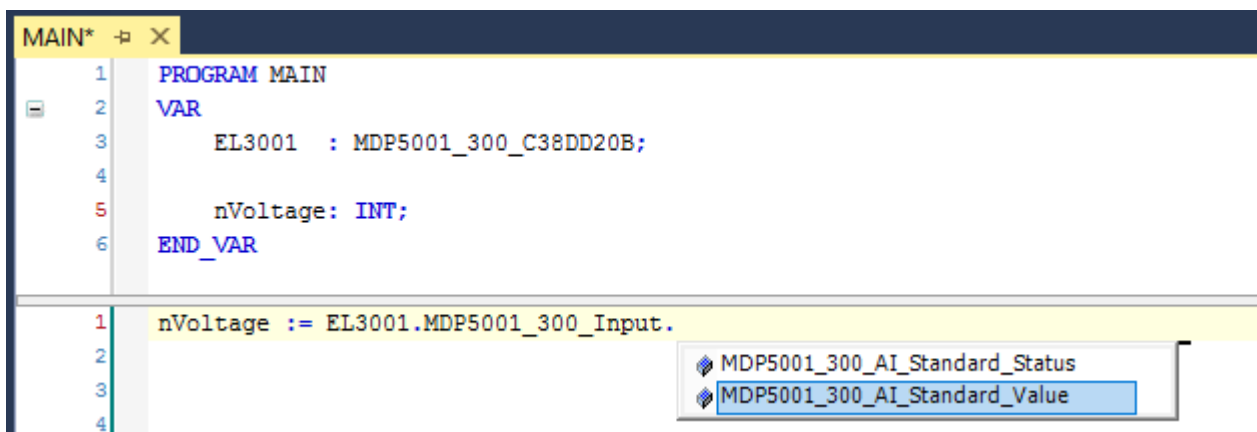 MAIN*
1 PROGRAM MAIN
2 VAR
3 EL3001 : MDP5001_300_C38DD20B;
4
5 nVoltage: INT;
6 END_VAR
1 nVoltage := EL3001.MDP5001_300_Input.
2 MDP5001_300_AI_Standard_Status
3 MDP5001_300_AI_Standard_Value
4